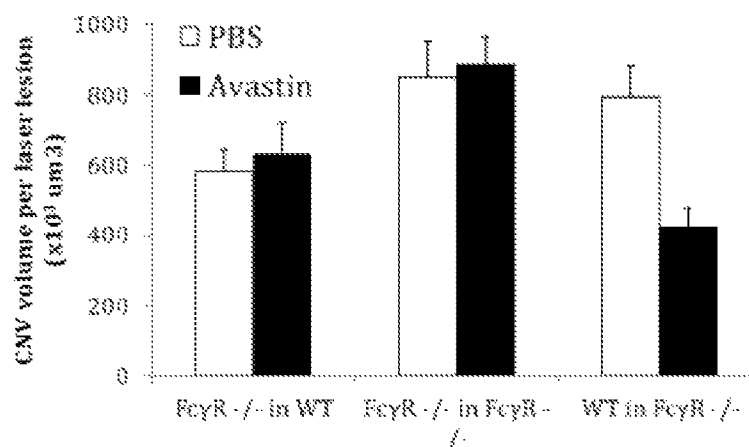 CNV volume per laser lesion
(x10³ um3)
1000
800
600
400
200
0
PBS
Avastin
FcγR -/- in WT
FcγR -/- in FcγR -
/-
WT in FcγR -/-